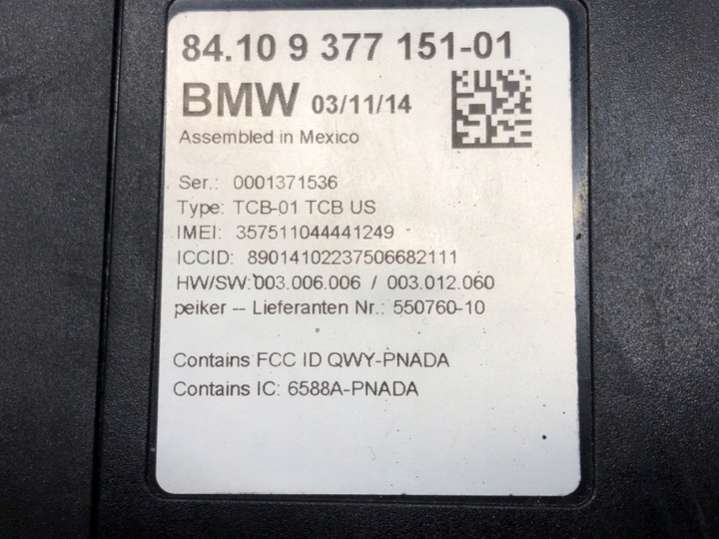 84.10 9 377 151-01
BMW 03/11/14
Assembled in Mexico
Ser.: 0001371536
Type: TCB-01 TCB US
IMEI: 357511044441249
ICCID: 89014102237506682111
HW/SW:003.006.006 / 003.012.060
peiker -- Lieferanten Nr.: 550760-10
Contains FCC ID QWY-PNADA
Contains IC: 6588A-PNADA